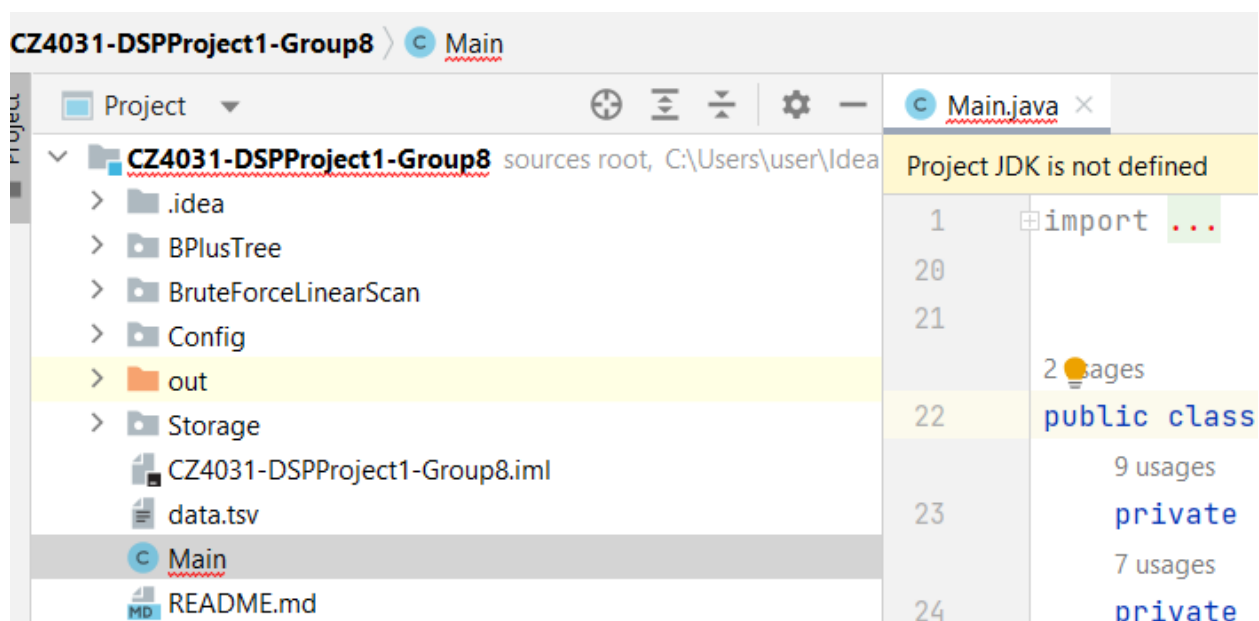 CZ4031-DSPProject1-Group8 Main
Project
Project
Main.java
CZ4031-DSPProject1-Group8 sources root, C:\Users\user\Idea
Project JDK is not defined
.idea
BPlusTree
BruteForceLinearScan
Config
out
Storage
CZ4031-DSPProject1-Group8.iml
data.tsv
Main
MD README.md
1 import ...
20
21
2 usages
22 public class
9 usages
23 private
7 usages
24 private